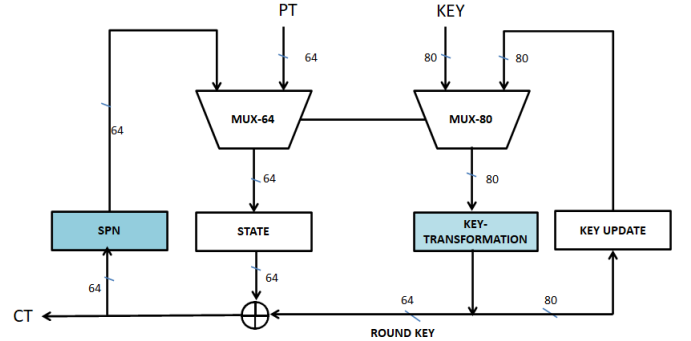 PT
KEY
64
80
80
MUX-64
MUX-80
64
64
80
SPN
STATE
KEY-
TRANSFORMATION
KEY UPDATE
64
64
64
80
CT
ROUND KEY